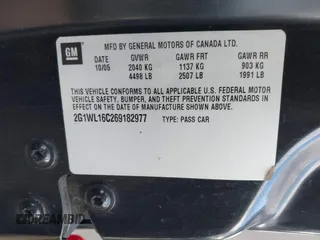 GM
MFD BY GENERAL MOTORS OF CANADA LTD.
DATE GVWR GAWR FRT GAWR RR
10/05 2040 KG 1137 KG 903 KG
4498 LB 2507 LB 1991 LB
THIS VEHICLE CONFORMS TO ALL APPLICABLE U.S. FEDERAL MOTOR
VEHICLE SAFETY, BUMPER, AND THEFT PREVENTION STANDARDS
IN EFFECT ON THE DATE OF MANUFACTURE SHOWN ABOVE.
2G1WL16C269182977 TYPE: PASS CAR
DREAMBID